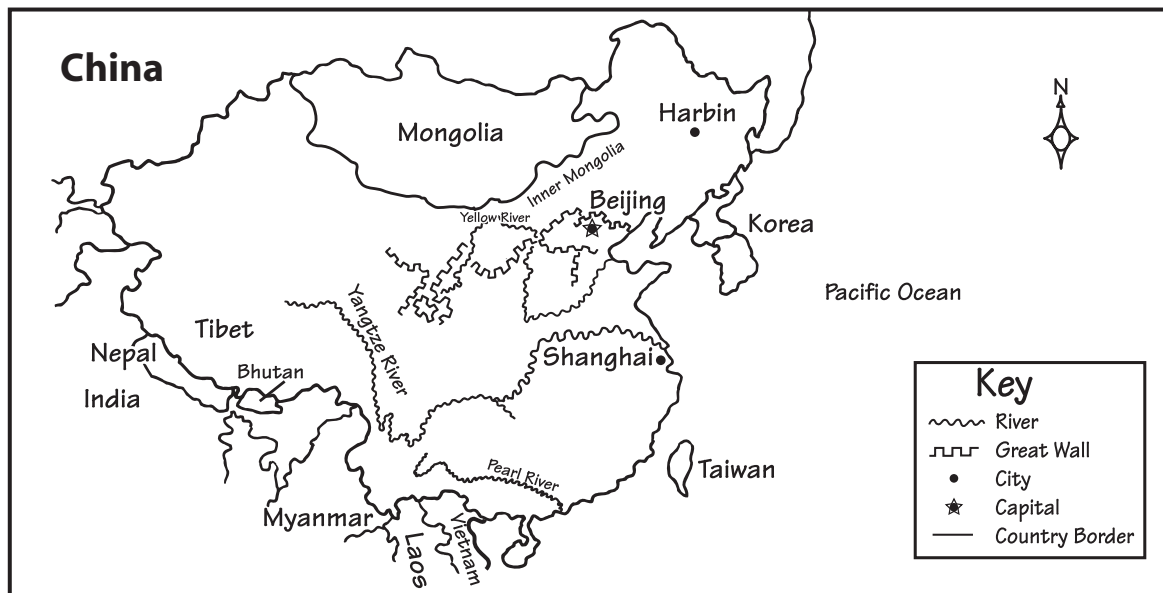 China
N
Harbin
Mongolia
Inner Mongolia
Beijing
Yellow River
Korea
Pacific Ocean
Yangtze River
Tibet
Nepal
Shanghai
Bhutan
India
Key
River
Great Wall
City
Capital
Country Border
Pearl River
Taiwan
Myanmar
Laos
Vietnam